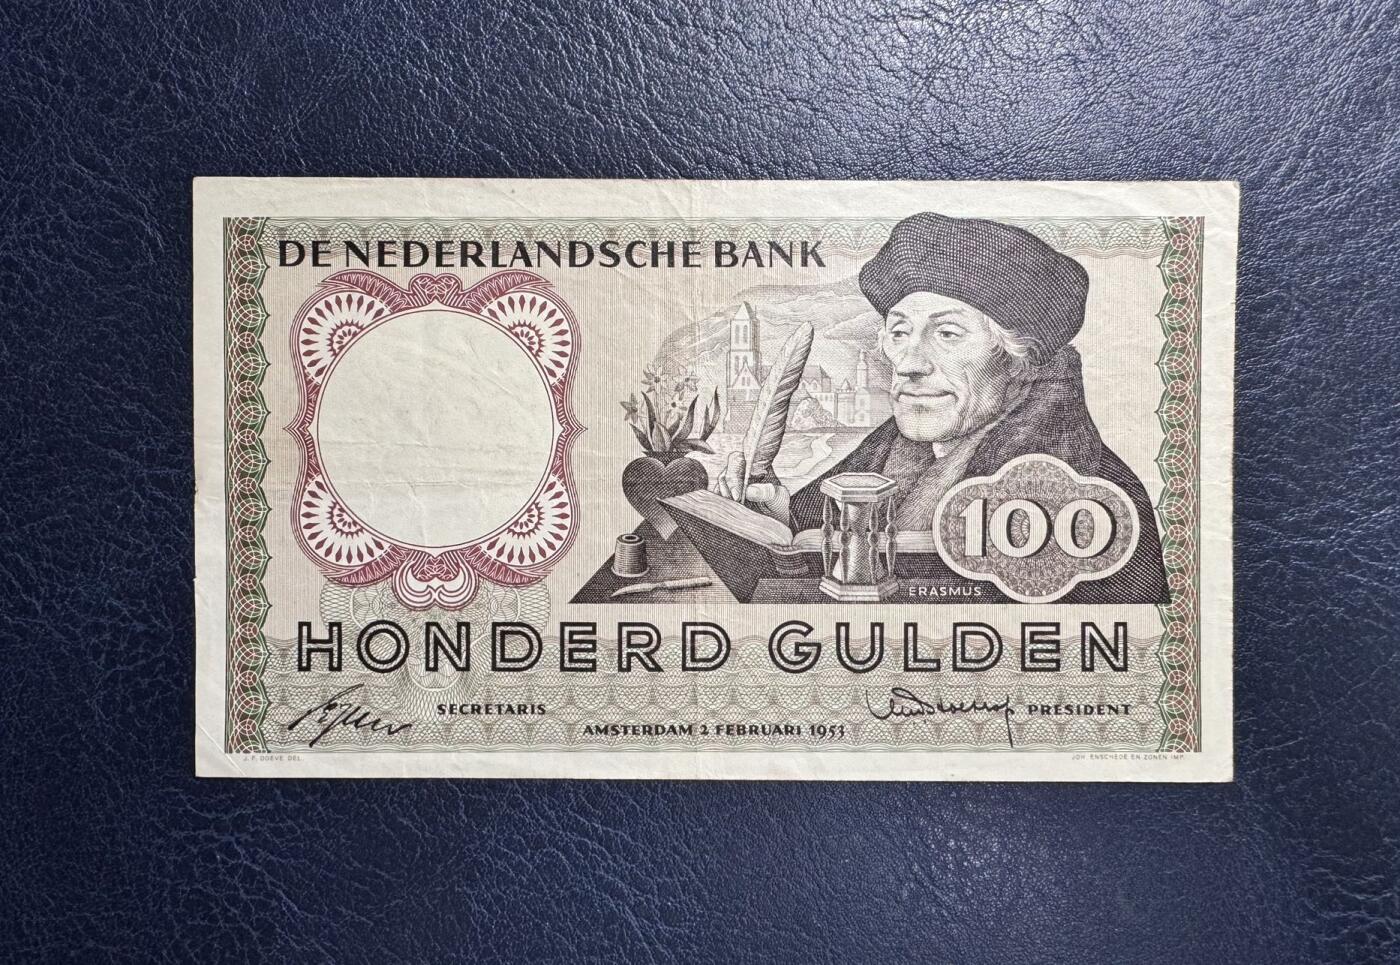 DE NEDERLANDSCHE BANK
100
ERASMUS
HONDERD GULDEN
SECRETARIS
PRESIDENT
AMSTERDAM 2 FEBRUARI 1953
J. F. DOEVE DEL.
JOH. ENSCHEDE EN ZONEN IMP.